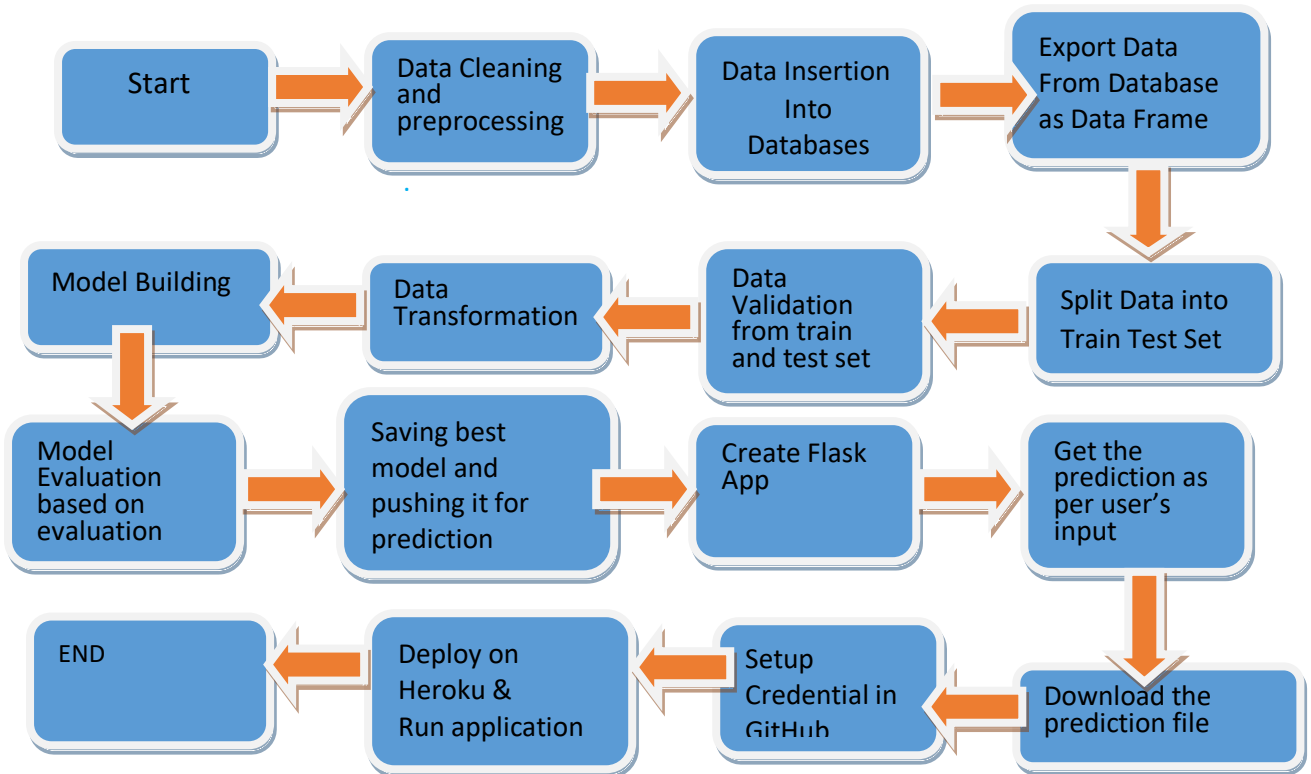 Start
Data Cleaning
and
preprocessing
.
Data Insertion
Into
Databases
Export Data
From Database
as Data Frame
Split Data into
Train Test Set
Data
Validation
from train
and test set
Data
Transformation
Model Building
Model
Evaluation
based on
evaluation
Saving best
model and
pushing it for
prediction
Create Flask
App
Get the
prediction as
per user’s
input
Download the
prediction file
Setup
Credential in
GitHub
Deploy on
Heroku &
Run application
END